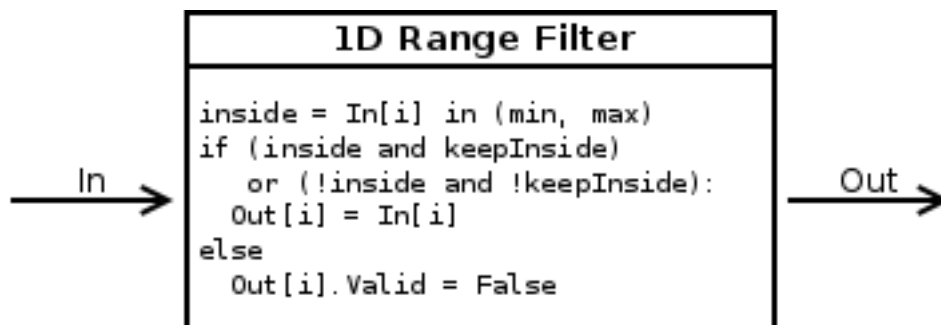 1D Range Filter
inside = In[i] in (min, max)
if (inside and keepInside)
or (!inside and !keepInside):
Out[i] = In[i]
else
Out[i].Valid = False
In
Out